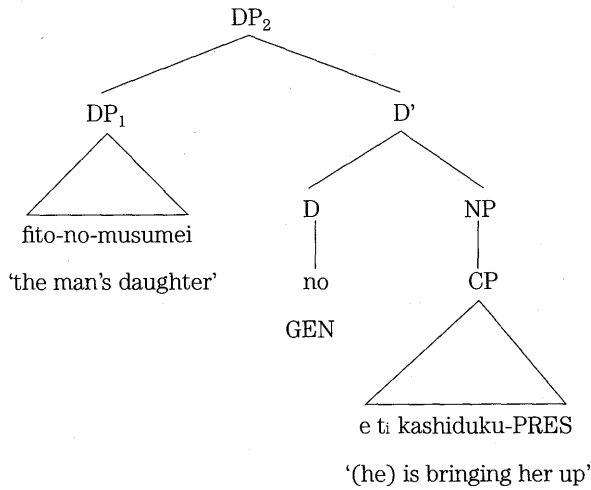 DP₂
DP₁ D'
D NP
fito-no-musumei
'the man's daughter' no CP
GEN
e ti kashiduku-PRES
'(he) is bringing her up'